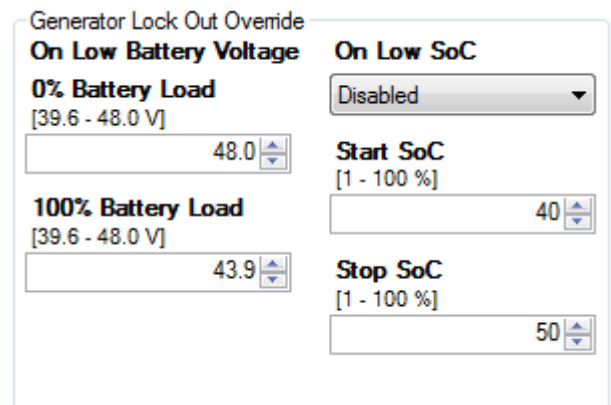 Generator Lock Out Override
On Low Battery Voltage
0% Battery Load
[39.6 - 48.0 V]
48.0
100% Battery Load
[39.6 - 48.0 V]
43.9
On Low SoC
Disabled
Start SoC
[1 - 100 %]
40
Stop SoC
[1 - 100 %]
50